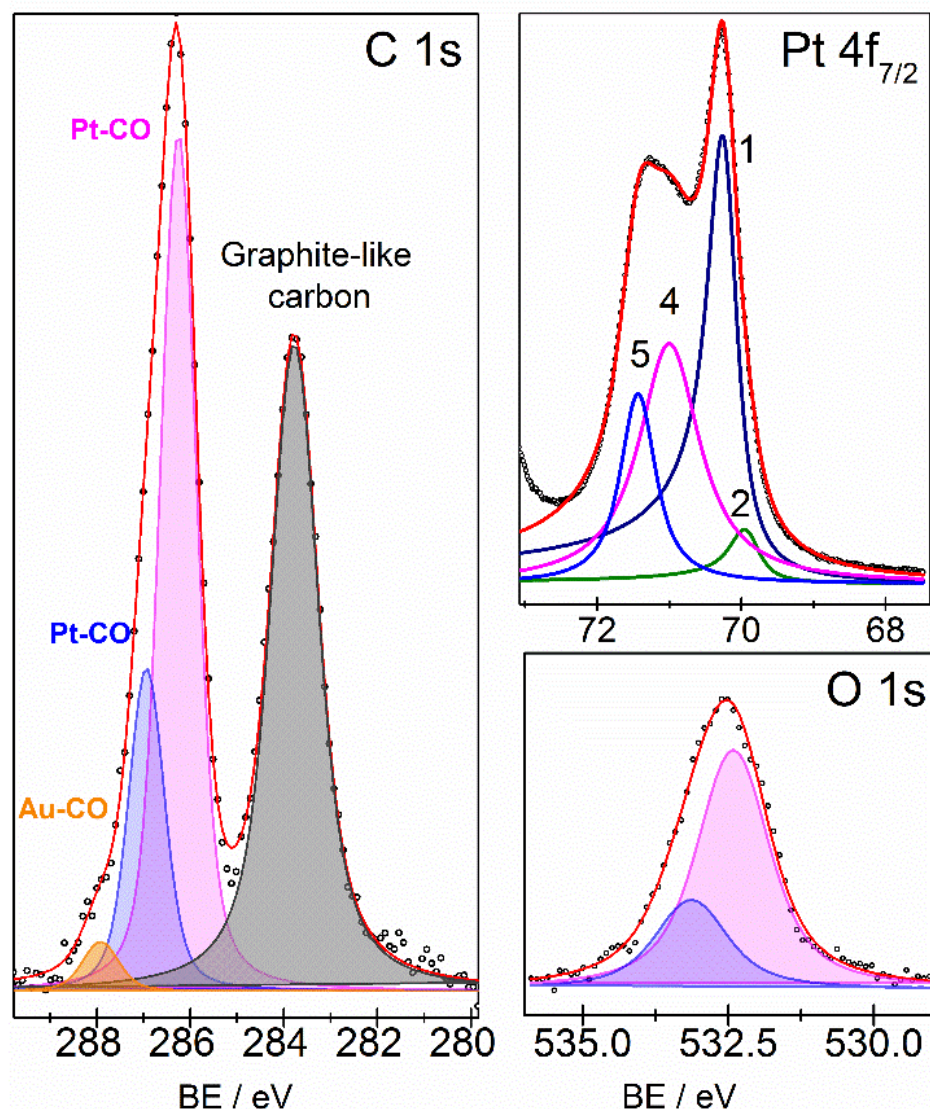 C 1s
Pt-CO
Graphite-like
carbon
Pt-CO
Au-CO
288 286 284 282 280
BE / eV
Pt 4f7/2
1
4
5
2
72 70 68
O 1s
535.0 532.5 530.0
BE / eV